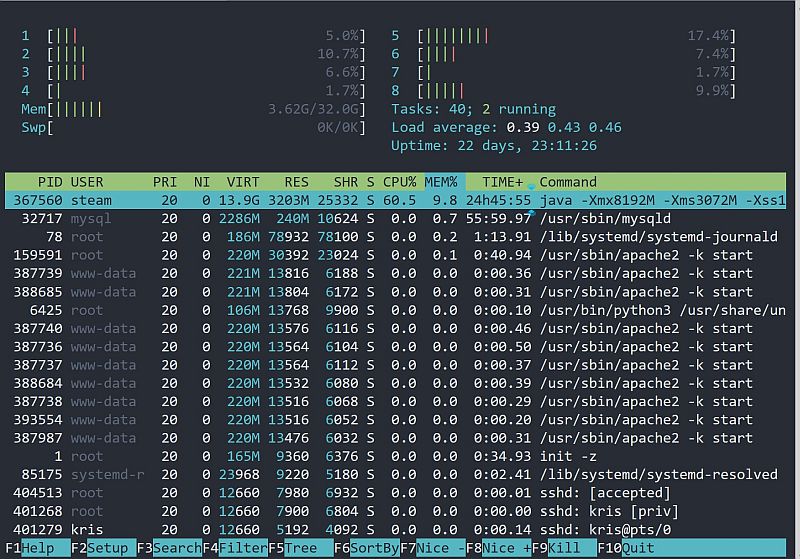 1 [||| 5.0%] 5 [|||||||| 17.4%]
2 [|||| 10.7%] 6 [|||| 7.4%]
3 [|||| 6.6%] 7 [| 1.7%]
4 [| 1.7%] 8 [||||| 9.9%]
Mem[|||||| 3.62G/32.0G] Tasks: 40; 2 running
Swp[ 0K/0K] Load average: 0.39 0.43 0.46
Uptime: 22 days, 23:11:26
PID USER PRI NI VIRT RES SHR S CPU% MEM% TIME+ Command
367560 steam 20 0 13.9G 3203M 25332 S 60.5 9.8 24h45:55 java -Xmx8192M -Xms3072M -Xss1
32717 mysql 20 0 2286M 240M 10624 S 0.0 0.7 55:59.97 /usr/sbin/mysqld
78 root 20 0 186M 78932 78100 S 0.0 0.2 1:13.91 /lib/systemd/systemd-journald
159591 root 20 0 220M 30392 23024 S 0.0 0.1 0:40.94 /usr/sbin/apache2 -k start
387739 www-data 20 0 221M 13816 6188 S 0.0 0.0 0:00.36 /usr/sbin/apache2 -k start
388685 www-data 20 0 221M 13804 6172 S 0.0 0.0 0:00.31 /usr/sbin/apache2 -k start
6425 root 20 0 106M 13768 9900 S 0.0 0.0 0:00.10 /usr/bin/python3 /usr/share/un
387740 www-data 20 0 220M 13576 6116 S 0.0 0.0 0:00.46 /usr/sbin/apache2 -k start
387736 www-data 20 0 220M 13564 6104 S 0.0 0.0 0:00.50 /usr/sbin/apache2 -k start
387737 www-data 20 0 220M 13564 6112 S 0.0 0.0 0:00.37 /usr/sbin/apache2 -k start
388684 www-data 20 0 220M 13532 6080 S 0.0 0.0 0:00.39 /usr/sbin/apache2 -k start
387738 www-data 20 0 220M 13516 6068 S 0.0 0.0 0:00.29 /usr/sbin/apache2 -k start
393554 www-data 20 0 220M 13516 6052 S 0.0 0.0 0:00.20 /usr/sbin/apache2 -k start
387987 www-data 20 0 220M 13476 6032 S 0.0 0.0 0:00.31 /usr/sbin/apache2 -k start
1 root 20 0 165M 9360 6376 S 0.0 0.0 0:34.93 init -z
85175 systemd-r 20 0 23968 9220 5180 S 0.0 0.0 0:02.41 /lib/systemd/systemd-resolved
404513 root 20 0 12660 7980 6932 S 0.0 0.0 0:00.01 sshd: [accepted]
401268 root 20 0 12660 7900 6804 S 0.0 0.0 0:00.00 sshd: kris [priv]
401279 kris 20 0 12660 5192 4092 S 0.0 0.0 0:00.14 sshd: kris@pts/0
F1Help F2Setup F3SearchF4FilterF5Tree F6SortByF7Nice -F8Nice +F9Kill F10Quit